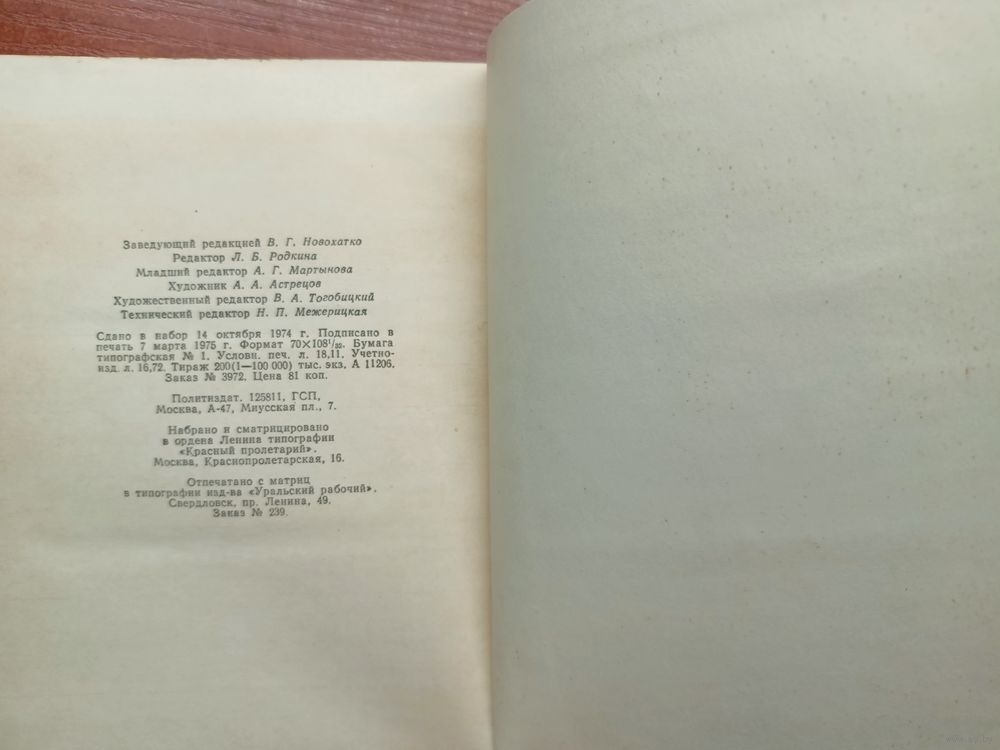 Заведующий редакцией В. Г. Новохатко
Редактор Л. Б. Родкина
Младший редактор А. Г. Мартынова
Художник А. А. Астрецов
Художественный редактор В. А. Тогобицкий
Технический редактор Н. П. Межерицкая
Сдано в набор 14 октября 1974 г. Подписано в
печать 7 марта 1975 г. Формат 70×108¹/₃₂. Бумага
типографская № 1. Условн. печ. л. 18,11. Учетно-
изд. л. 16,72. Тираж 200(1—100 000) тыс. экз. А 11206.
Заказ № 3972. Цена 81 коп.
Политиздат. 125811, ГСП,
Москва, А-47, Миусская пл., 7.
Набрано и сматрицировано
в ордена Ленина типографии
«Красный пролетарий».
Москва, Краснопролетарская, 16.
Отпечатано с матриц
в типографии изд-ва «Уральский рабочий».
Свердловск, пр. Ленина, 49.
Заказ № 239.